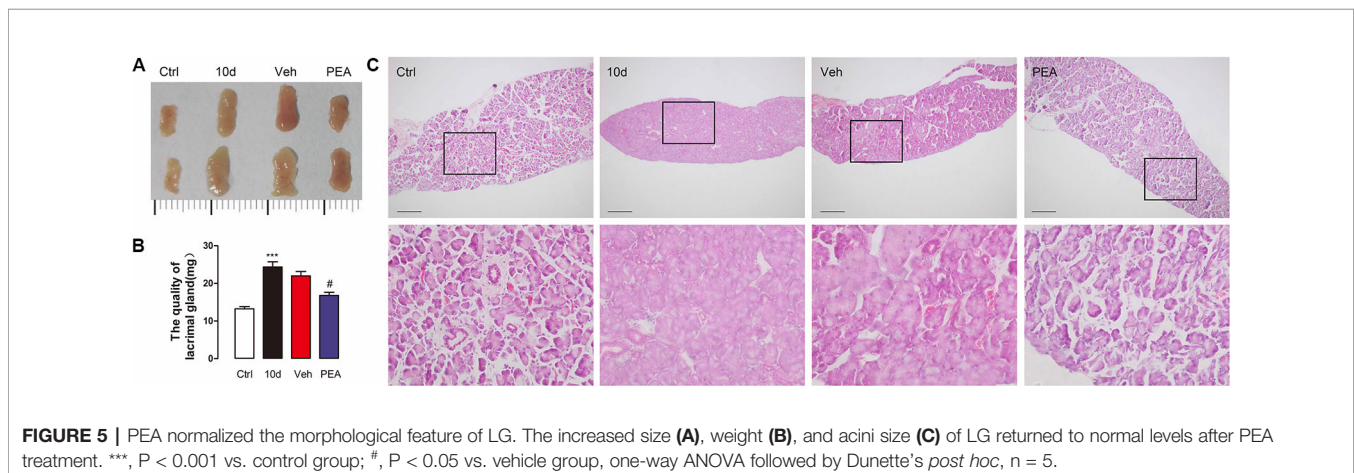 A
Ctrl 10d Veh PEA
B
The quality of
lacrimal gland(mg)
30
20
10
0
***
#
Ctrl 10d Veh PEA
C
Ctrl
10d
Veh
PEA
FIGURE 5 | PEA normalized the morphological feature of LG. The increased size (A), weight (B), and acini size (C) of LG returned to normal levels after PEA
treatment. ***, P < 0.001 vs. control group; #, P < 0.05 vs. vehicle group, one-way ANOVA followed by Dunette’s post hoc, n = 5.